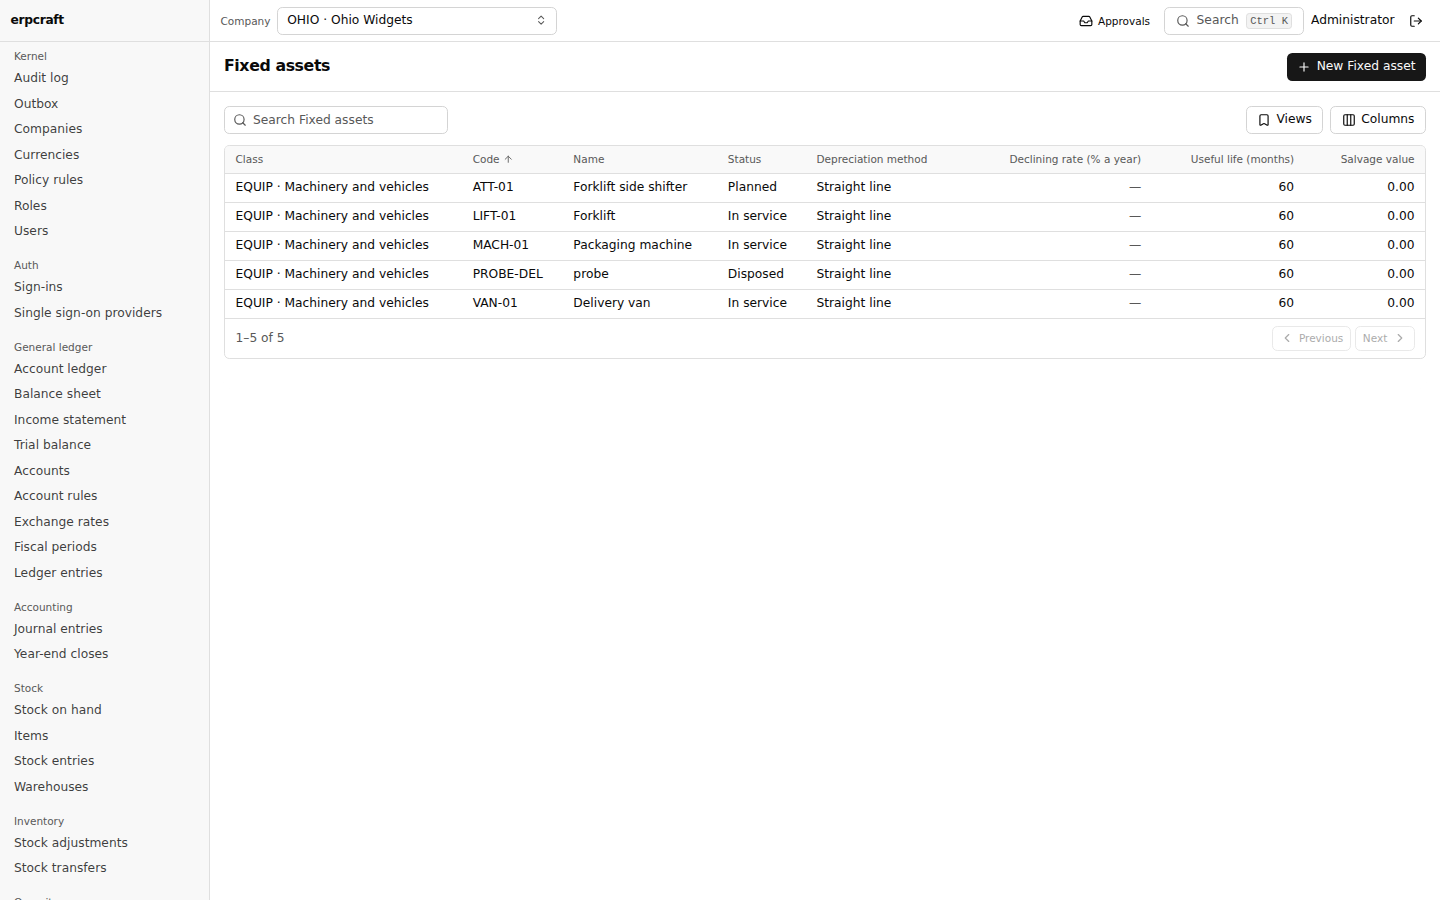 erpcraft
Company
OHIO · Ohio Widgets
Approvals
Search Ctrl K
Administrator
Kernel
Audit log
Outbox
Companies
Currencies
Policy rules
Roles
Users
Auth
Sign-ins
Single sign-on providers
General ledger
Account ledger
Balance sheet
Income statement
Trial balance
Accounts
Account rules
Exchange rates
Fiscal periods
Ledger entries
Accounting
Journal entries
Year-end closes
Stock
Stock on hand
Items
Stock entries
Warehouses
Inventory
Stock adjustments
Stock transfers
Fixed assets
New Fixed asset
Search Fixed assets
Views
Columns
Class Code Name Status Depreciation method Declining rate (% a year) Useful life (months) Salvage value
EQUIP · Machinery and vehicles ATT-01 Forklift side shifter Planned Straight line — 60 0.00
EQUIP · Machinery and vehicles LIFT-01 Forklift In service Straight line — 60 0.00
EQUIP · Machinery and vehicles MACH-01 Packaging machine In service Straight line — 60 0.00
EQUIP · Machinery and vehicles PROBE-DEL probe Disposed Straight line — 60 0.00
EQUIP · Machinery and vehicles VAN-01 Delivery van In service Straight line — 60 0.00
1–5 of 5
Previous
Next